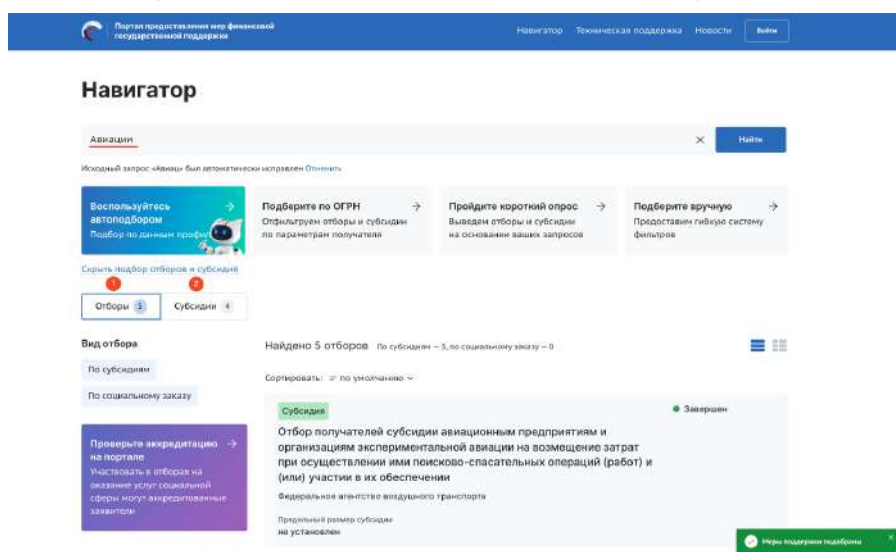 Портал предоставления мер финансовой
государственной поддержки
Навигатор Техническая поддержка Новости Войти
Навигатор
Авиации × Найти
Исходный запрос «Авиац» был автоматически исправлен Отменить
Воспользуйтесь автоподбором →
Подбор по данным профиля
Подберите по ОГРН →
Отфильтруем отборы и субсидии
по параметрам получателя
Пройдите короткий опрос →
Выведем отборы и субсидии
на основании ваших запросов
Подберите вручную →
Предоставим гибкую систему
фильтров
Скрыть подбор отборов и субсидий
1 2
Отборы 5 Субсидии 4
Вид отбора
По субсидиям
По социальному заказу
Проверьте аккредитацию →
на портале
Участвовать в отборах на
оказание услуг социальной
сферы могут аккредитованные
заявители
Найдено 5 отборов По субсидиям – 5, по социальному заказу – 0
Сортировать: по умолчанию
Субсидия Завершен
Отбор получателей субсидии авиационным предприятиям и
организациям экспериментальной авиации на возмещение затрат
при осуществлении ими поисково-спасательных операций (работ) и
(или) участии в их обеспечении
Федеральное агентство воздушного транспорта
Предельный размер субсидии
не установлен
Меры поддержки подобраны ×